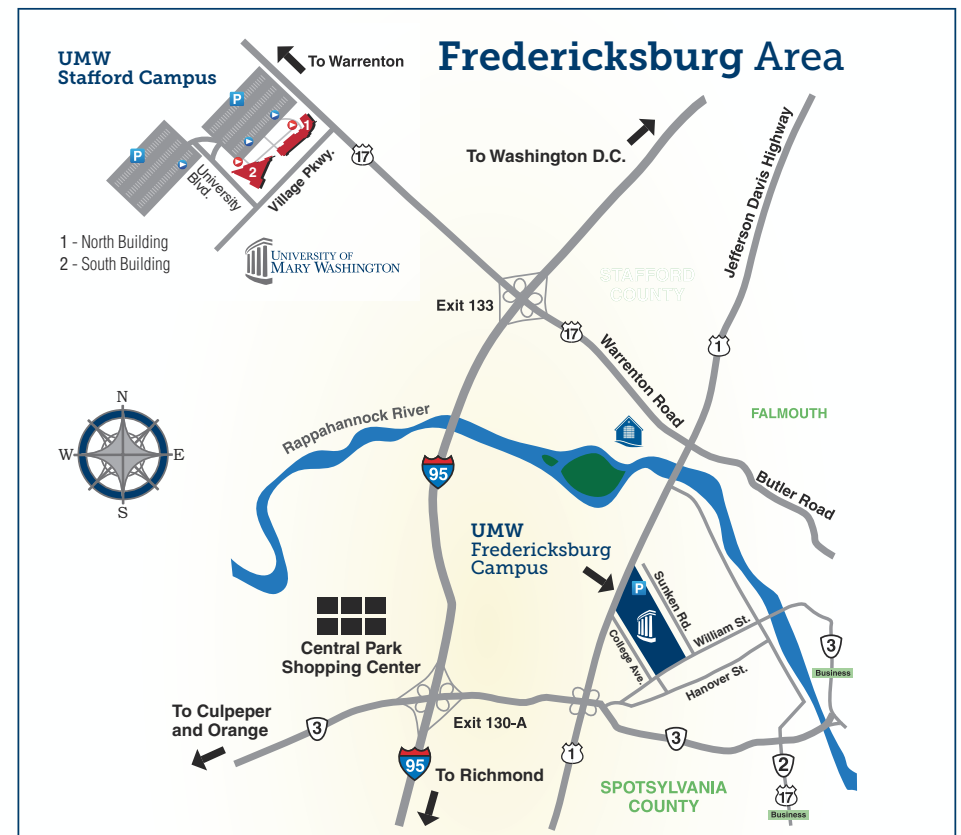 Fredericksburg Area
UMW
Stafford Campus
To Warrenton
P
P
1
2
17
University
Blvd.
Village Pkwy.
1 - North Building
2 - South Building
UNIVERSITY OF
MARY WASHINGTON
To Washington D.C.
Jefferson Davis Highway
Exit 133
STAFFORD
COUNTY
17
1
Warrenton Road
FALMOUTH
Rappahannock River
N
W
E
S
95
Butler Road
UMW
Fredericksburg
Campus
P
Sunken Rd.
William St.
College Ave.
Hanover St.
3
Business
Central Park
Shopping Center
To Culpeper
and Orange
3
Exit 130-A
3
95
To Richmond
1
SPOTSYLVANIA
COUNTY
2
17
Business